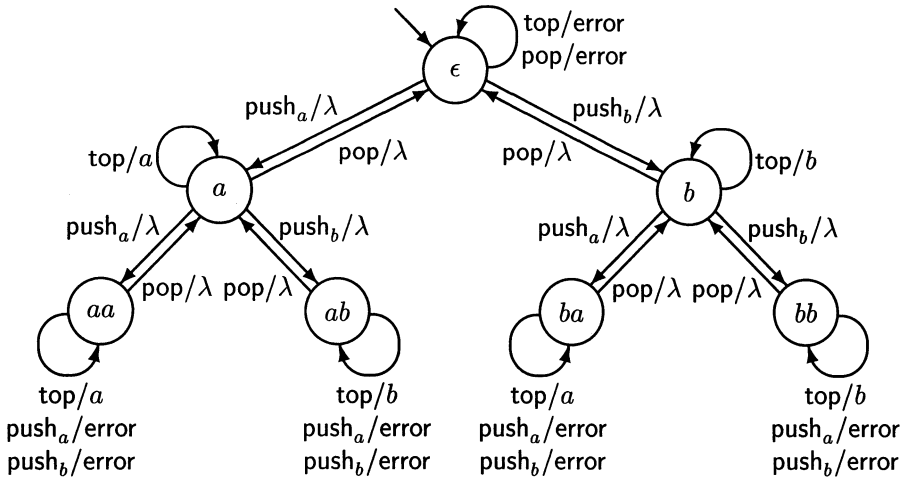 top/error
ϵ
pop/error
push_a/λ
push_b/λ
pop/λ
pop/λ
top/a
a
b
top/b
push_a/λ
push_b/λ
push_a/λ
push_b/λ
pop/λ
pop/λ
pop/λ
pop/λ
aa
ab
ba
bb
top/a
top/b
top/a
top/b
push_a/error
push_a/error
push_a/error
push_a/error
push_b/error
push_b/error
push_b/error
push_b/error